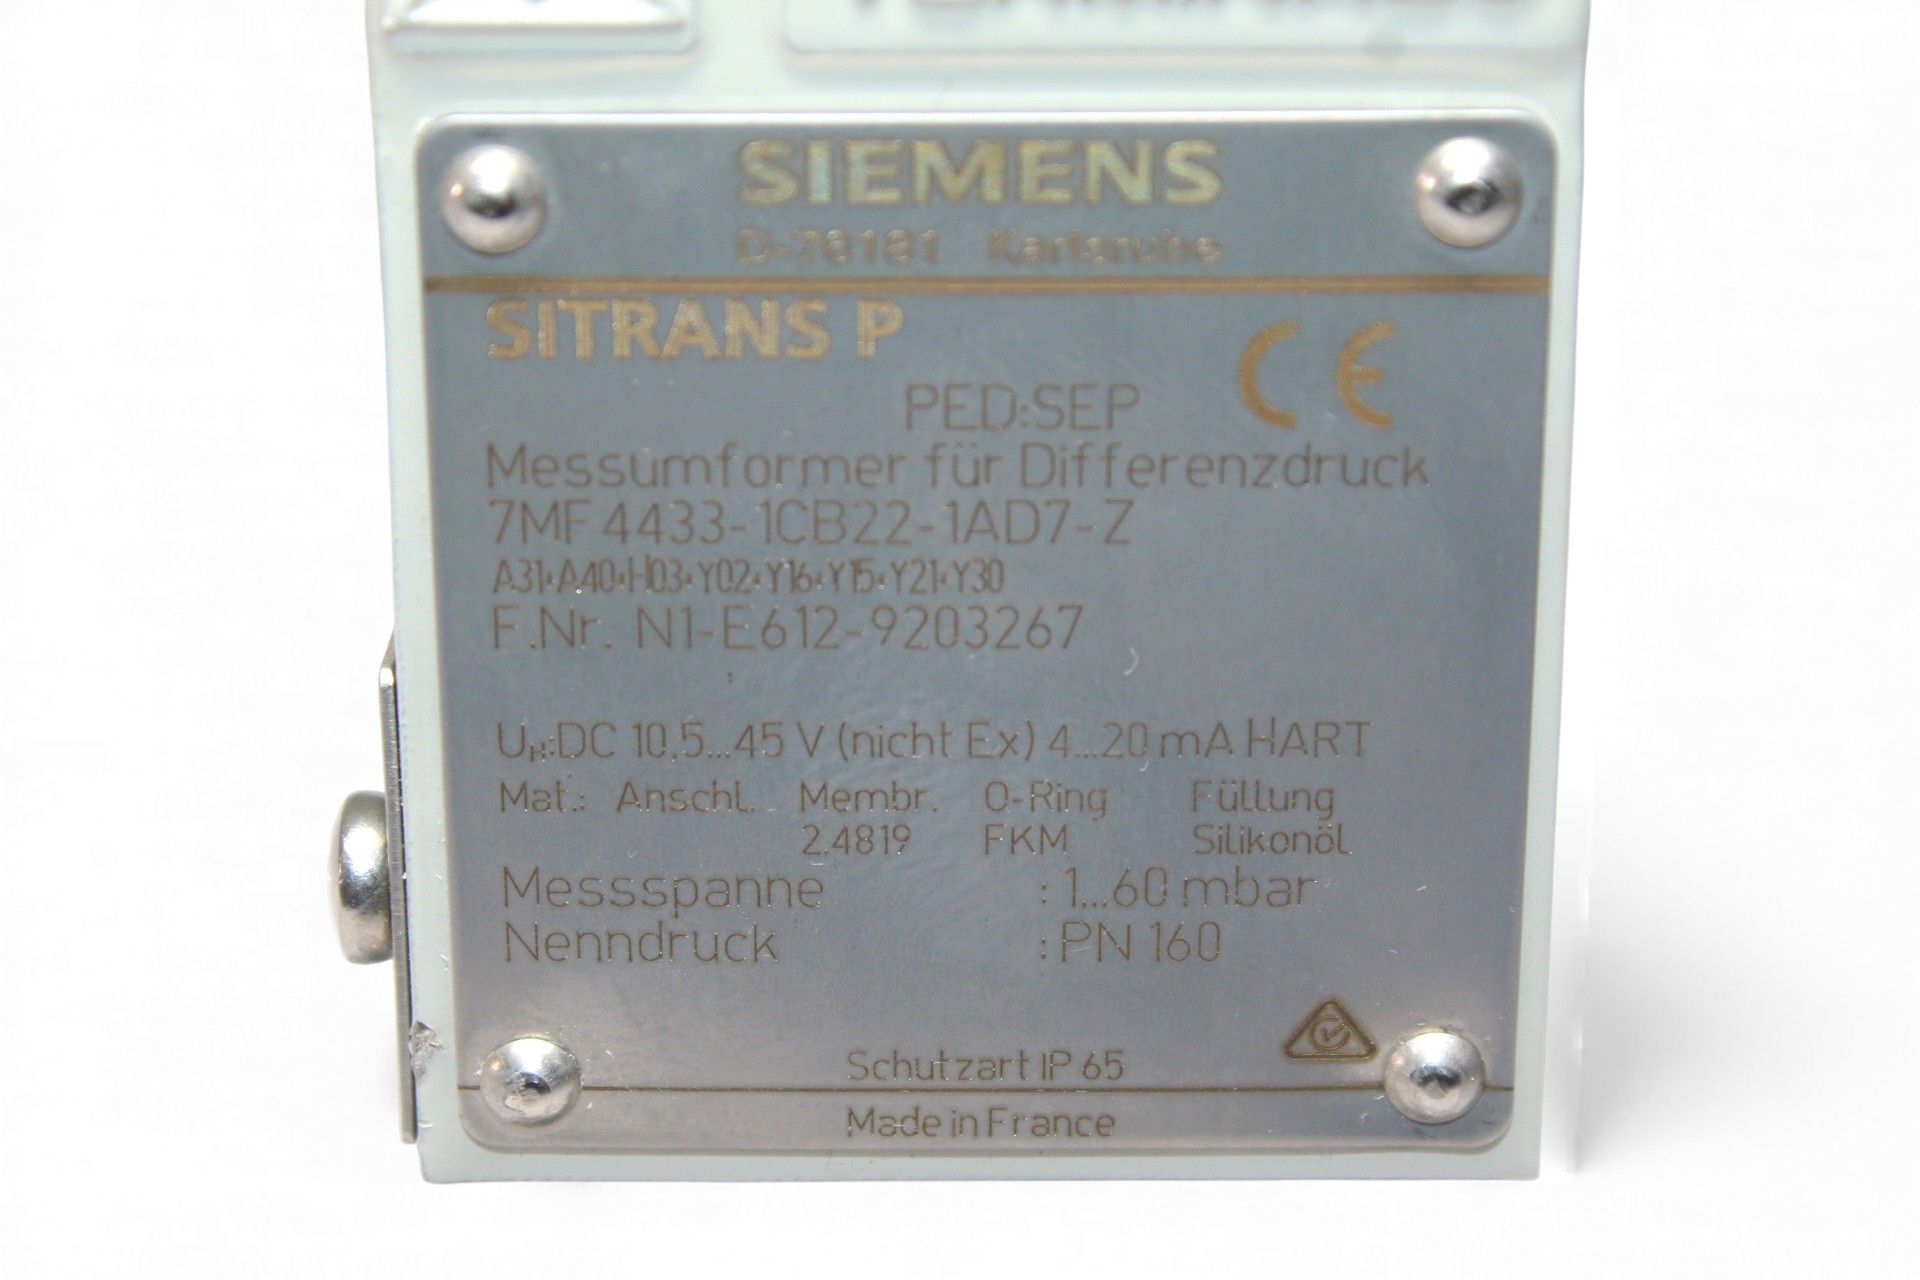 SIEMENS
D-76181 Karlsruhe
SITRANS P
CE
PED:SEP
Messumformer für Differenzdruck
7MF4433-1CB22-1AD7-Z
A31+A40+H03+Y02+Y16+Y15+Y21+Y30
F.Nr. N1-E612-9203267
UH:DC 10,5...45 V (nicht Ex) 4...20 mA HART
Mat.: Anschl. Membr. O-Ring Füllung
2.4819 FKM Silikonöl
Messspanne : 1...60 mbar
Nenndruck : PN 160
Schutzart IP 65
Made in France